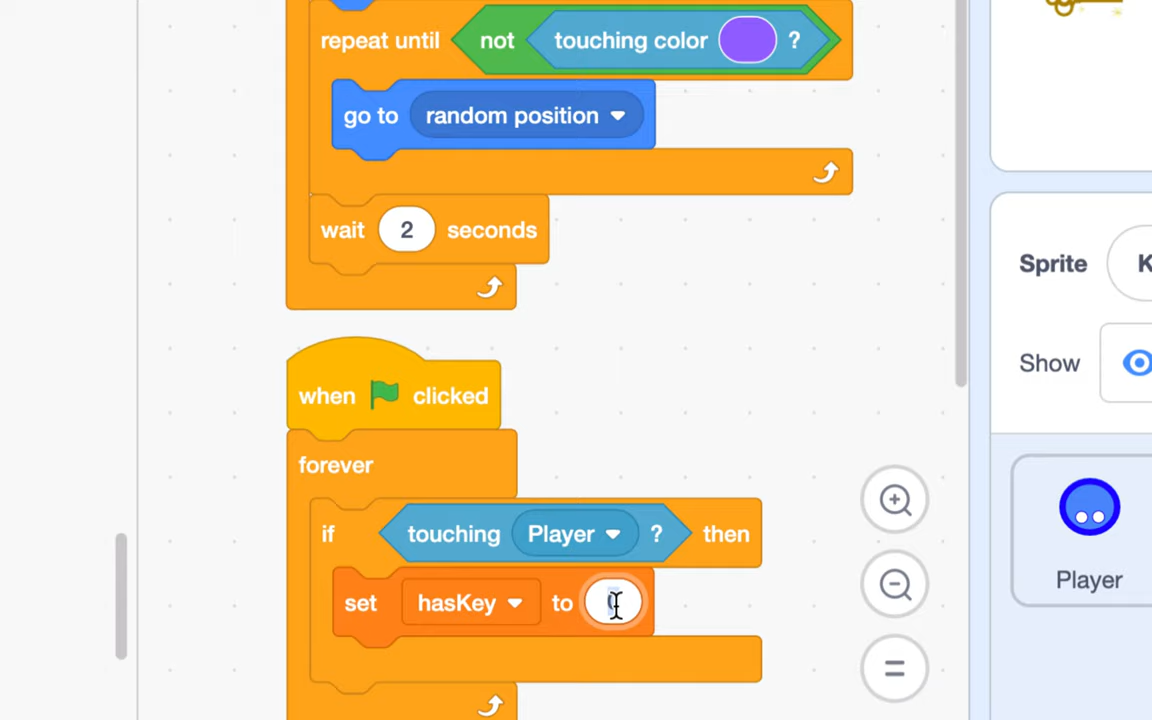 repeat until not touching color ?
go to random position
wait 2 seconds
when clicked
forever
if touching Player ? then
set hasKey to
Sprite K
Show
Player